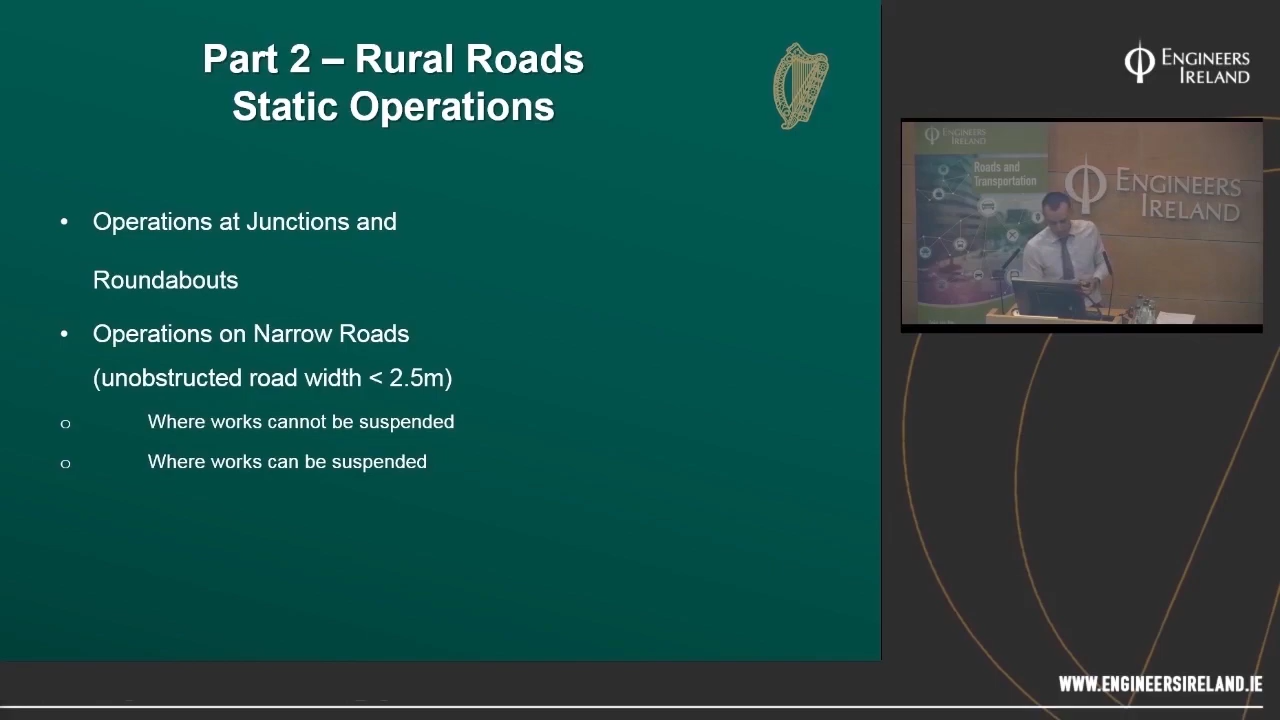 Part 2 – Rural Roads
Static Operations
• Operations at Junctions and
Roundabouts
• Operations on Narrow Roads
(unobstructed road width < 2.5m)
o Where works cannot be suspended
o Where works can be suspended
ENGINEERS
IRELAND
ENGINEERS
IRELAND
Roads and
Transportation
ENGINEERS
IRELAND
WWW.ENGINEERSIRELAND.IE